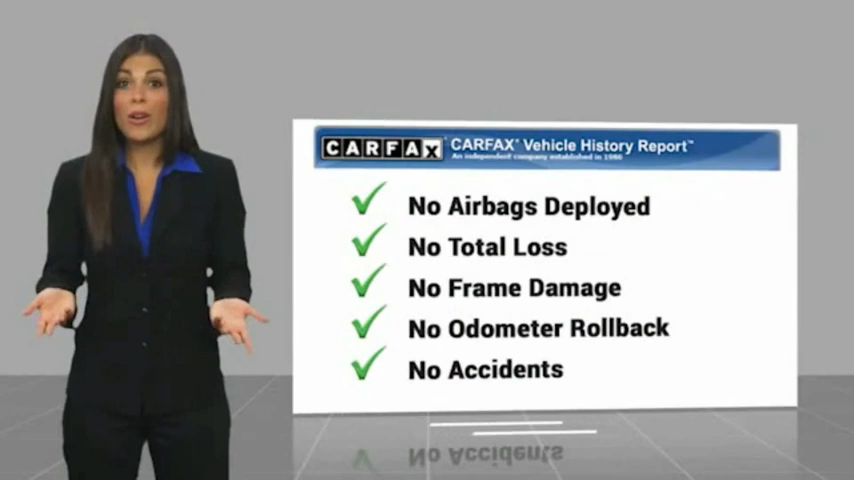 CARFAX CARFAX® Vehicle History Report™
An independent company established in 1986
No Airbags Deployed
No Total Loss
No Frame Damage
No Odometer Rollback
No Accidents